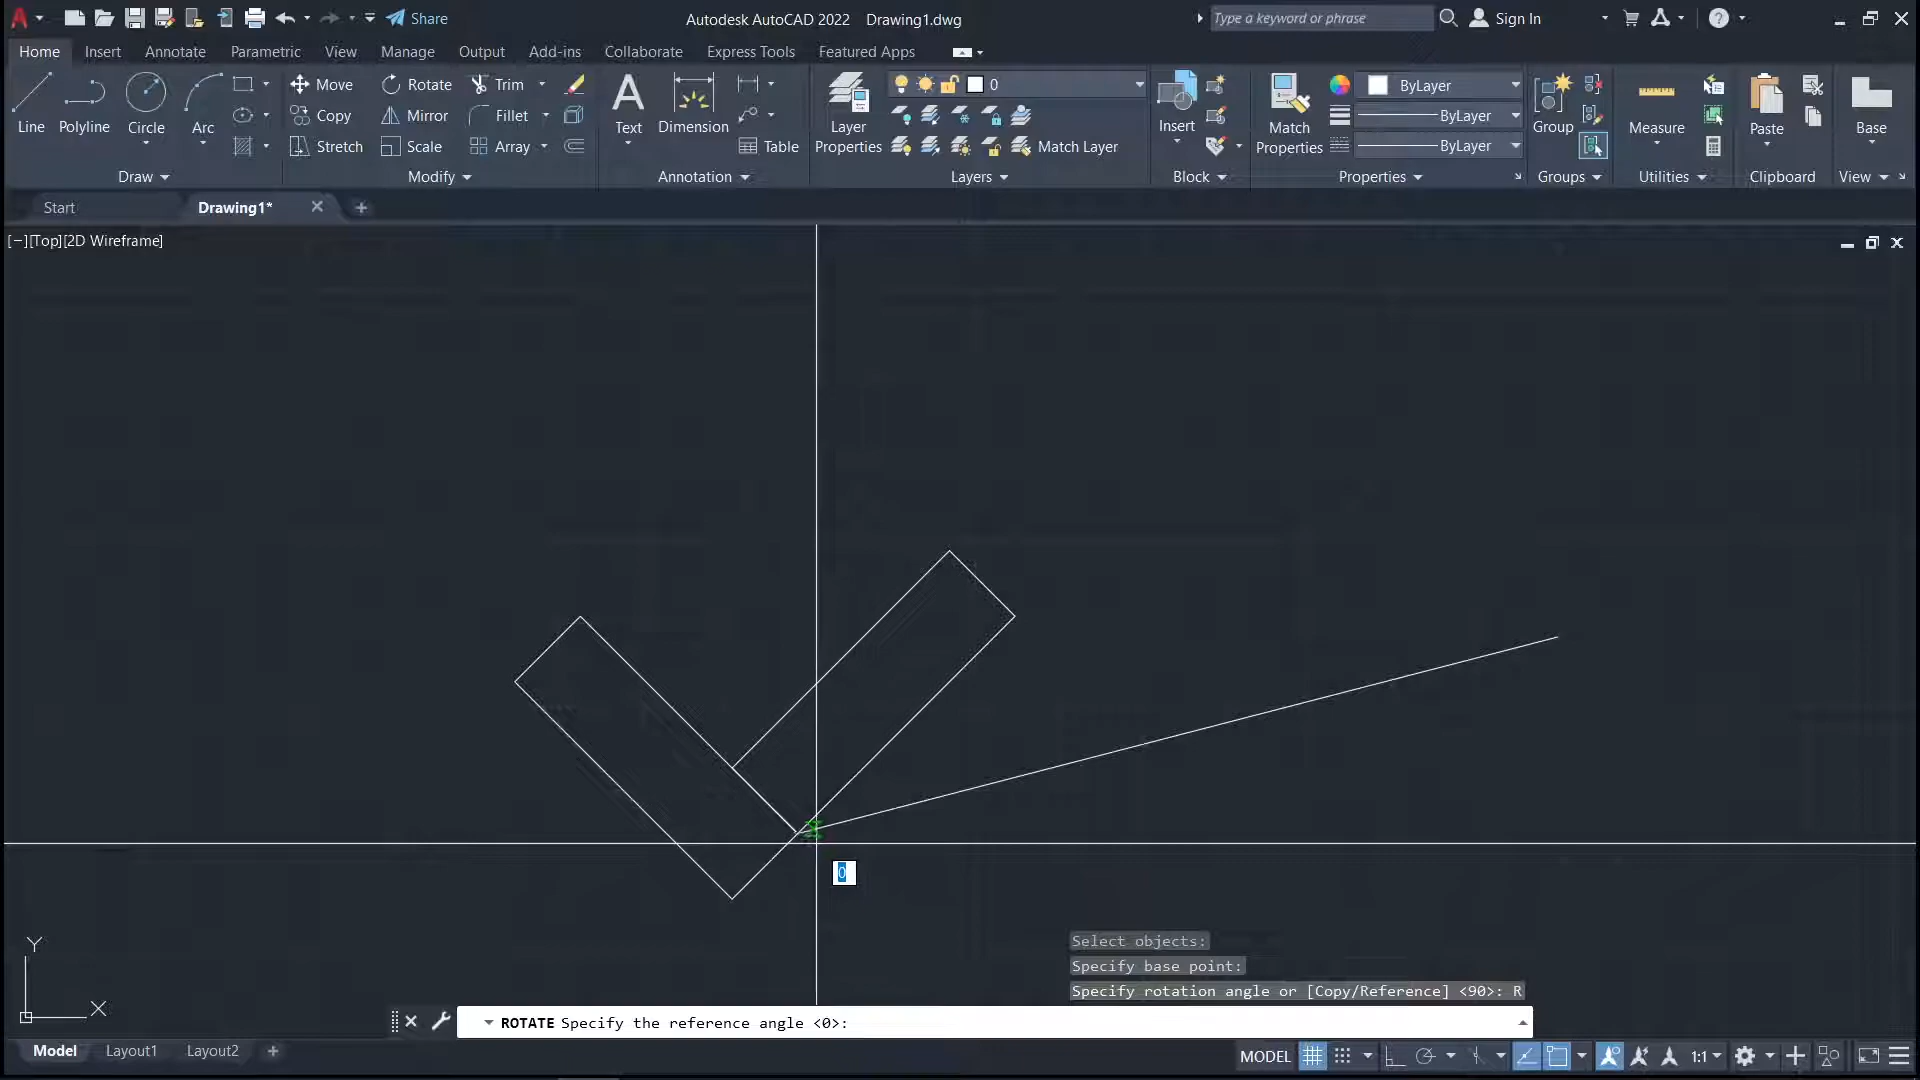 Share
Autodesk AutoCAD 2022 Drawing1.dwg
Type a keyword or phrase
Sign In
Home Insert Annotate Parametric View Manage Output Add-ins Collaborate Express Tools Featured Apps
Line
Polyline
Circle
Arc
Draw
Move Rotate Trim
Copy Mirror Fillet
Stretch Scale Array
Modify
Text
Dimension
Table
Annotation
Layer
Properties
0
Match Layer
Layers
Insert
Block
Match
Properties
ByLayer
ByLayer
ByLayer
Properties
Group
Groups
Measure
Utilities
Paste
Clipboard
Base
View
Start
Drawing1*
[−][Top][2D Wireframe]
0
Y
X
Select objects:
Specify base point:
Specify rotation angle or [Copy/Reference] <90>: R
ROTATE Specify the reference angle <0>:
Model Layout1 Layout2
MODEL
1:1